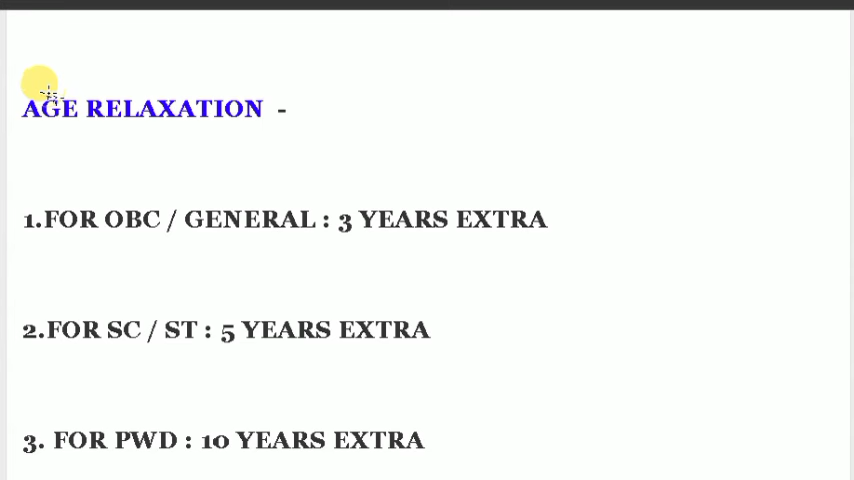 AGE RELAXATION -
1.FOR OBC / GENERAL : 3 YEARS EXTRA
2.FOR SC / ST : 5 YEARS EXTRA
3. FOR PWD : 10 YEARS EXTRA